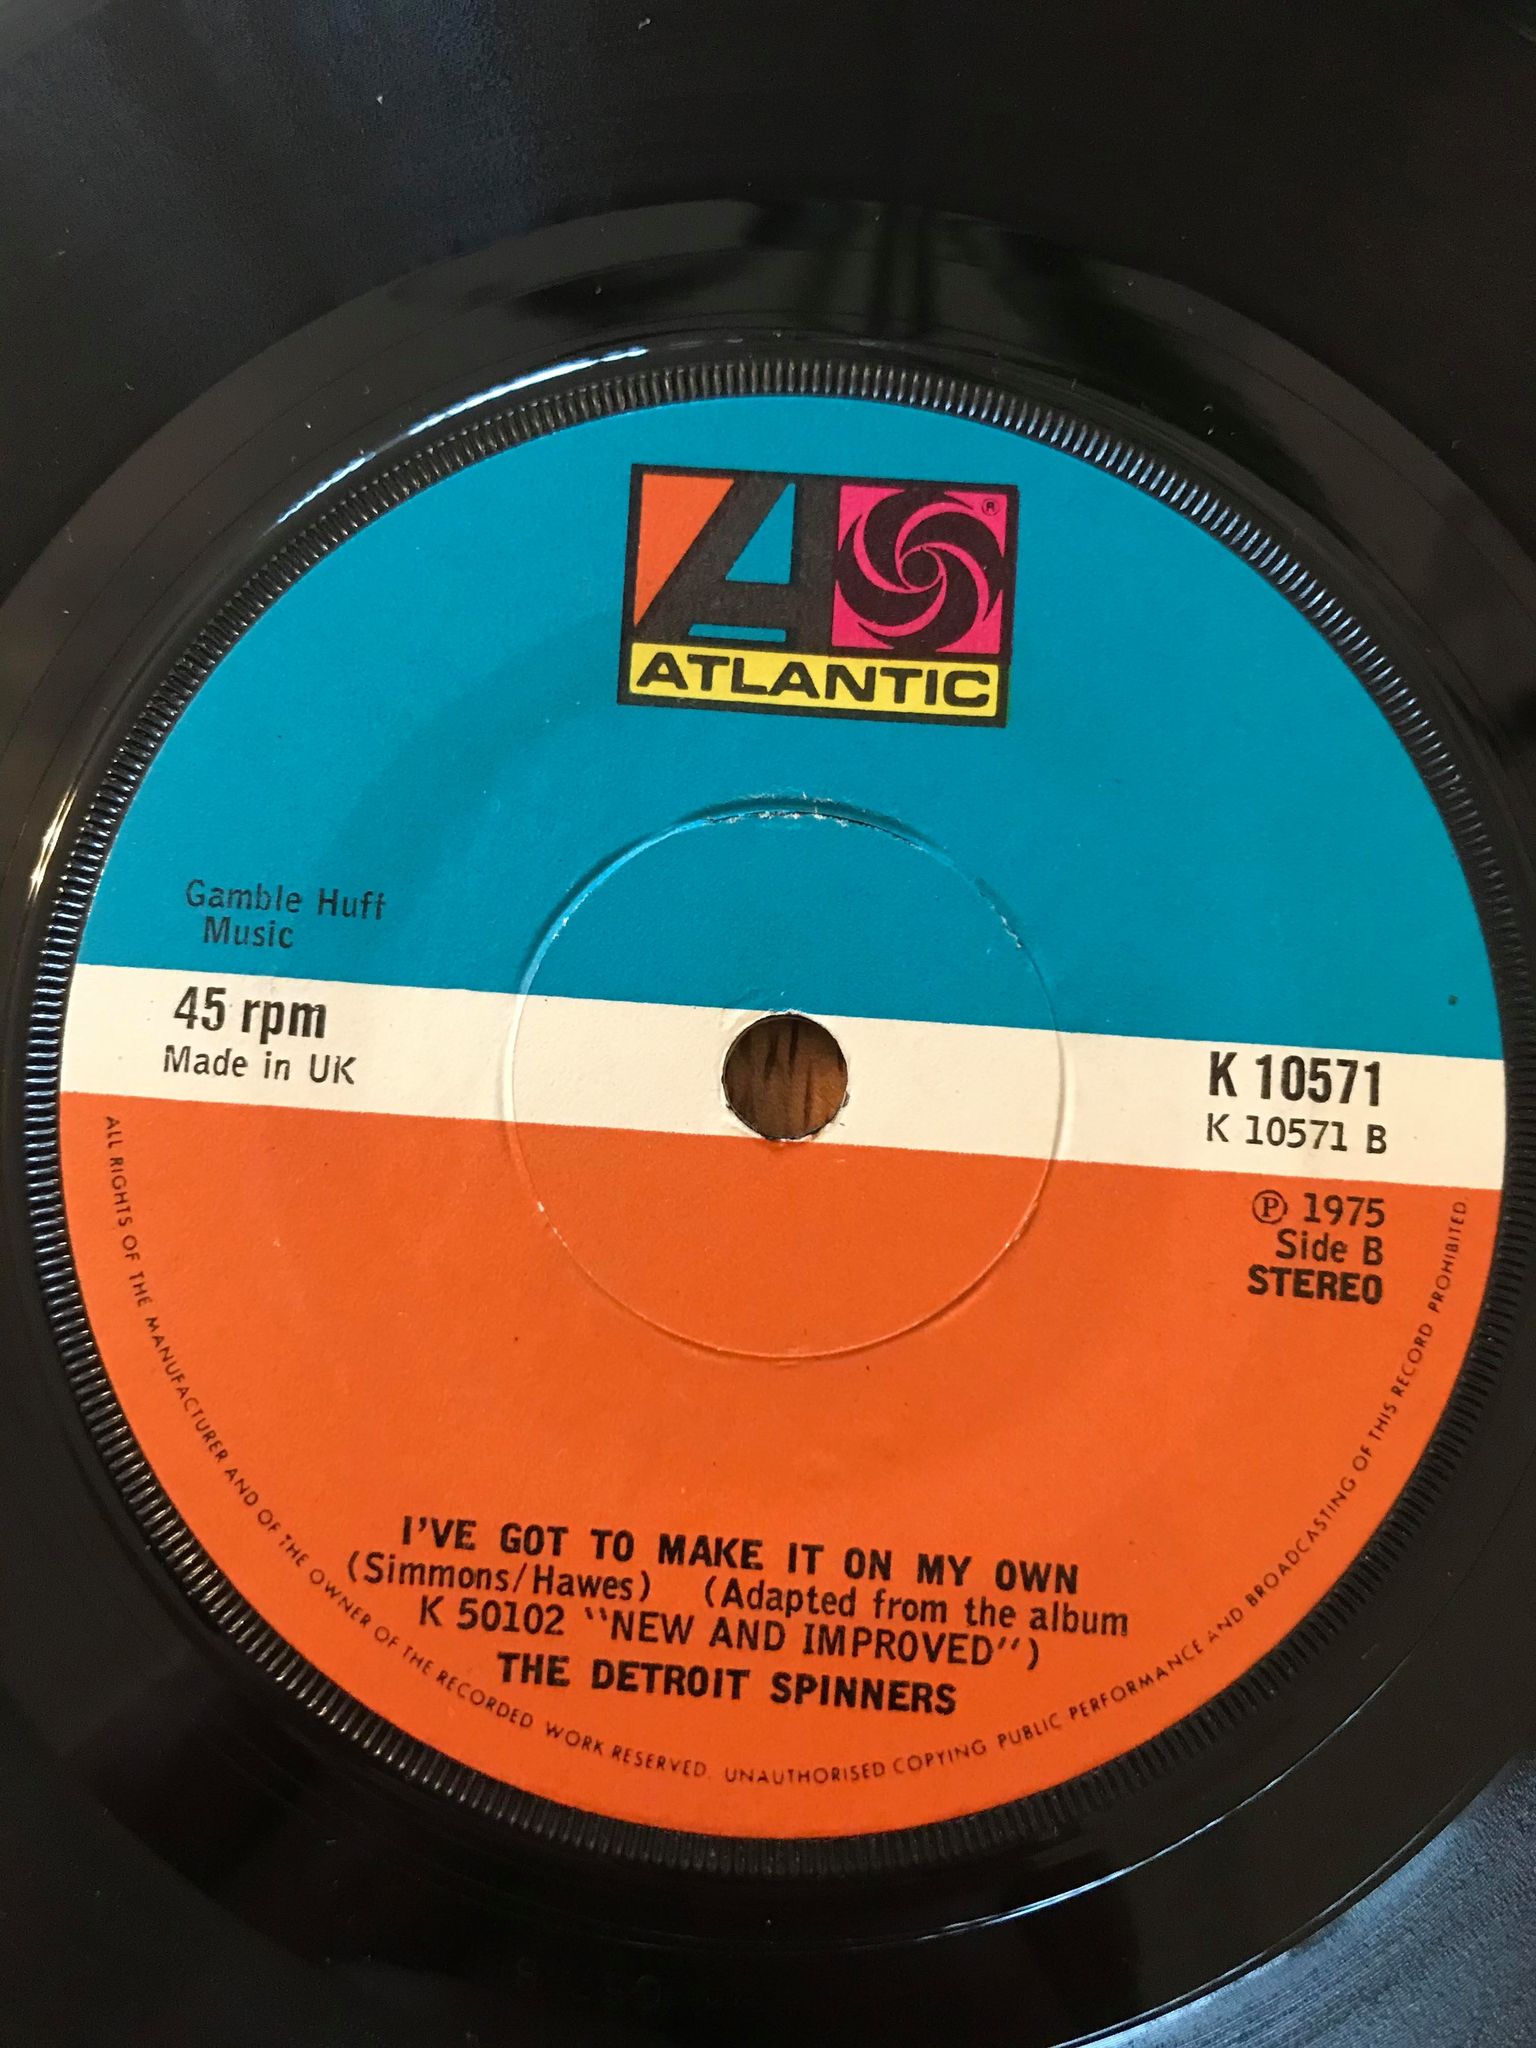 ATLANTIC
Gamble Huff
Music
45 rpm
Made in UK
K 10571
K 10571 B
℗ 1975
Side B
STEREO
I'VE GOT TO MAKE IT ON MY OWN
(Simmons/Hawes) (Adapted from the album
K 50102 "NEW AND IMPROVED")
THE DETROIT SPINNERS
ALL RIGHTS OF THE MANUFACTURER AND OF THE OWNER OF THE RECORDED WORK RESERVED. UNAUTHORISED COPYING PUBLIC PERFORMANCE AND BROADCASTING OF THIS RECORD PROHIBITED.